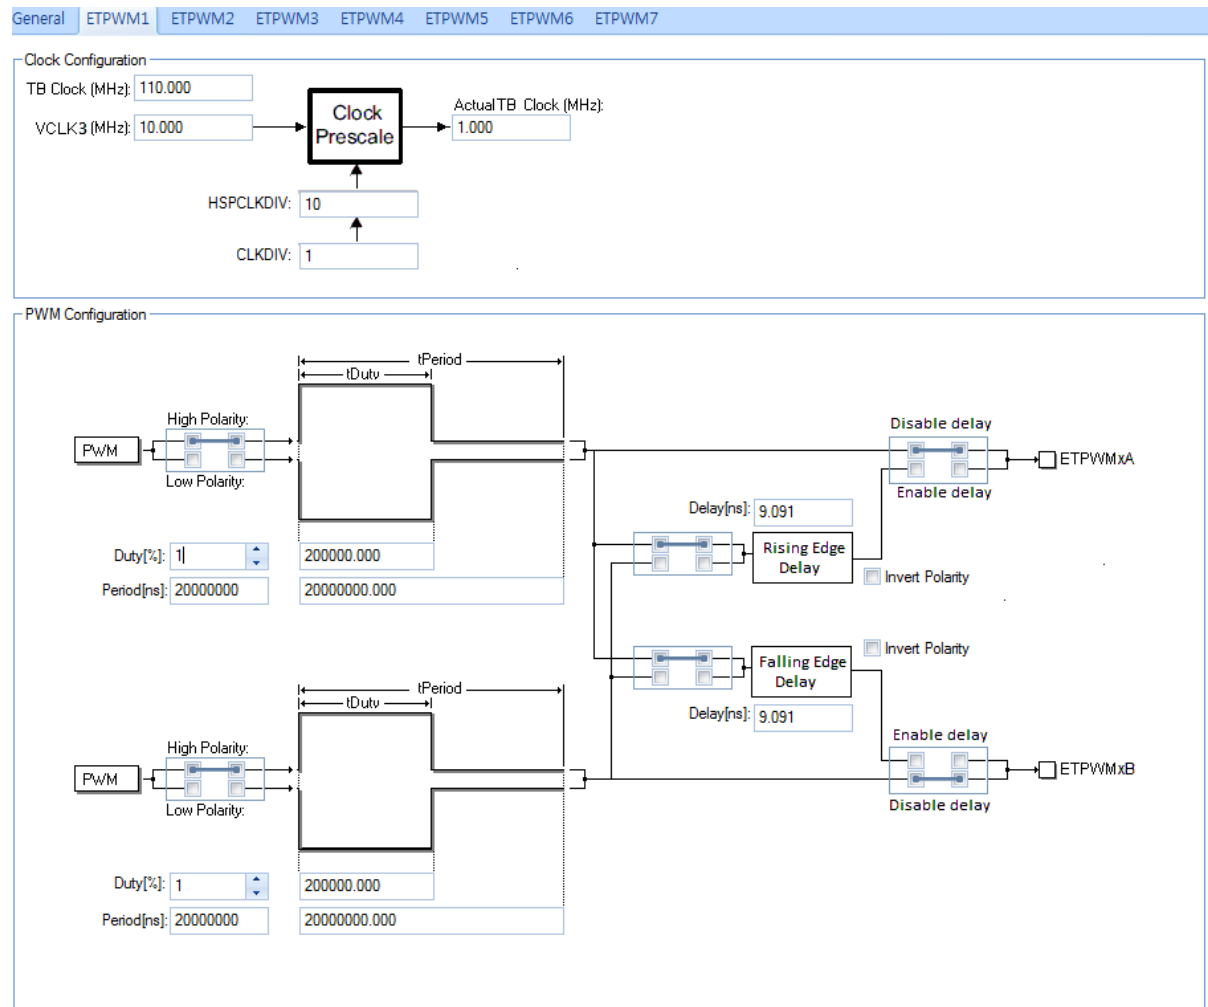 General ETPWM1 ETPWM2 ETPWM3 ETPWM4 ETPWM5 ETPWM6 ETPWM7
Clock Configuration
TB Clock (MHz): 110.000
VCLK3 (MHz): 10.000
Clock
Prescale
Actual TB Clock (MHz):
1.000
HSPCLKDIV: 10
CLKDIV: 1
PWM Configuration
tPeriod
tDuty
High Polarity:
PWM
Low Polarity:
Disable delay
ETPWMxA
Enable delay
Delay[ns]: 9.091
Rising Edge
Delay
Invert Polarity
Duty[%]: 1 200000.000
Period[ns]: 20000000 20000000.000
Invert Polarity
Falling Edge
Delay
Delay[ns]: 9.091
tPeriod
tDuty
High Polarity:
PWM
Low Polarity:
Enable delay
ETPWMxB
Disable delay
Duty[%]: 1 200000.000
Period[ns]: 20000000 20000000.000